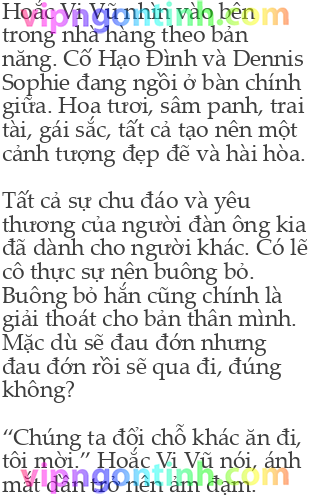 Hoắc Vi Vũ nhìn vào bên
vipngontinh.com
trong nhà hàng theo bản
năng. Cố Hạo Đình và Dennis
Sophie đang ngồi ở bàn chính
giữa. Hoa tươi, sâm panh, trai
tài, gái sắc, tất cả tạo nên một
cảnh tượng đẹp đẽ và hài hòa.
Tất cả sự chu đáo và yêu
thương của người đàn ông kia
đã dành cho người khác. Có lẽ
cô thực sự nên buông bỏ.
Buông bỏ hắn cũng chính là
giải thoát cho bản thân mình.
Mặc dù sẽ đau đớn nhưng
đau đớn rồi sẽ qua đi, đúng
không?
“Chúng ta đổi chỗ khác ăn đi,
tôi mời.” Hoắc Vi Vũ nói, ánh
mắt dần trở nên ảm đạm.
vipngontinh.com